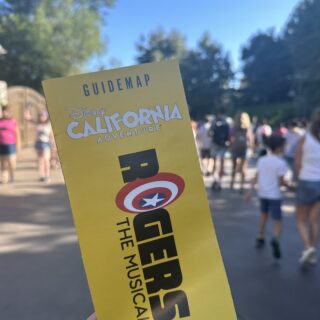 GUIDEMAP
Disney
CALIFORNIA
ADVENTURE
ROGERS
THE MUSICAL